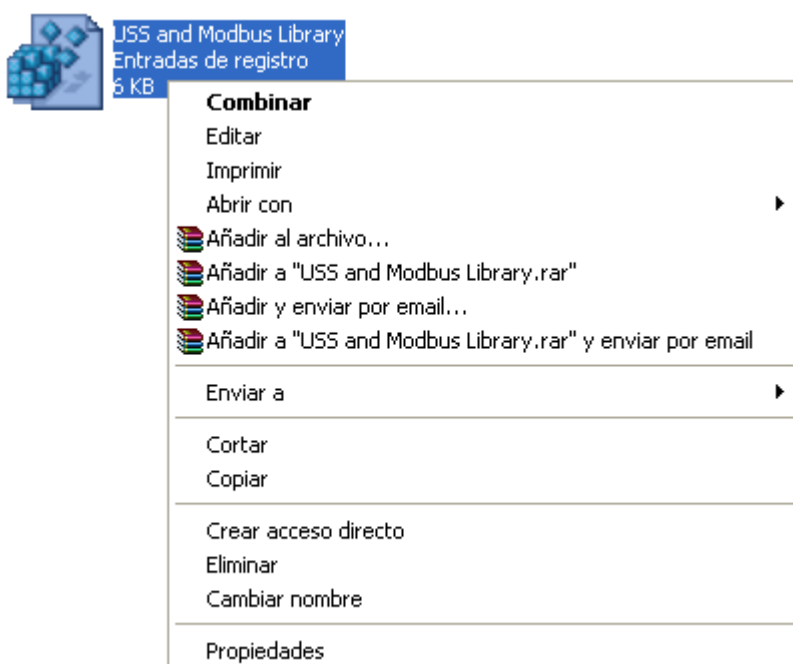 USS and Modbus Library
Entradas de registro
6 KB
Combinar
Editar
Imprimir
Abrir con
Añadir al archivo...
Añadir a "USS and Modbus Library.rar"
Añadir y enviar por email...
Añadir a "USS and Modbus Library.rar" y enviar por email
Enviar a
Cortar
Copiar
Crear acceso directo
Eliminar
Cambiar nombre
Propiedades